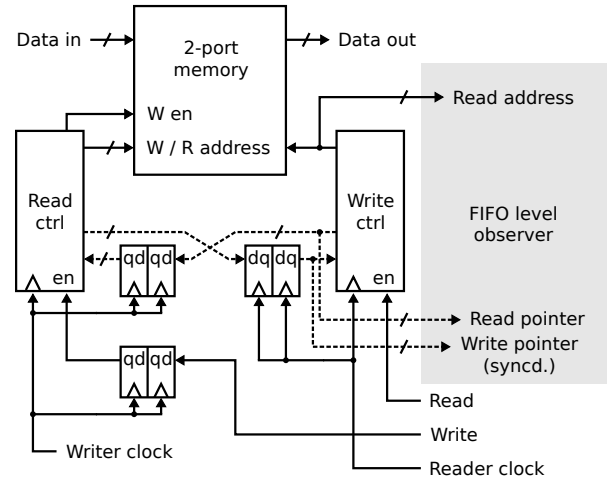 Data in
2-port
memory
Data out
Read address
W en
W / R address
Read
ctrl
Write
ctrl
FIFO level
observer
qd qd
dq dq
en
en
Read pointer
Write pointer
(syncd.)
qd qd
Read
Write
Writer clock
Reader clock